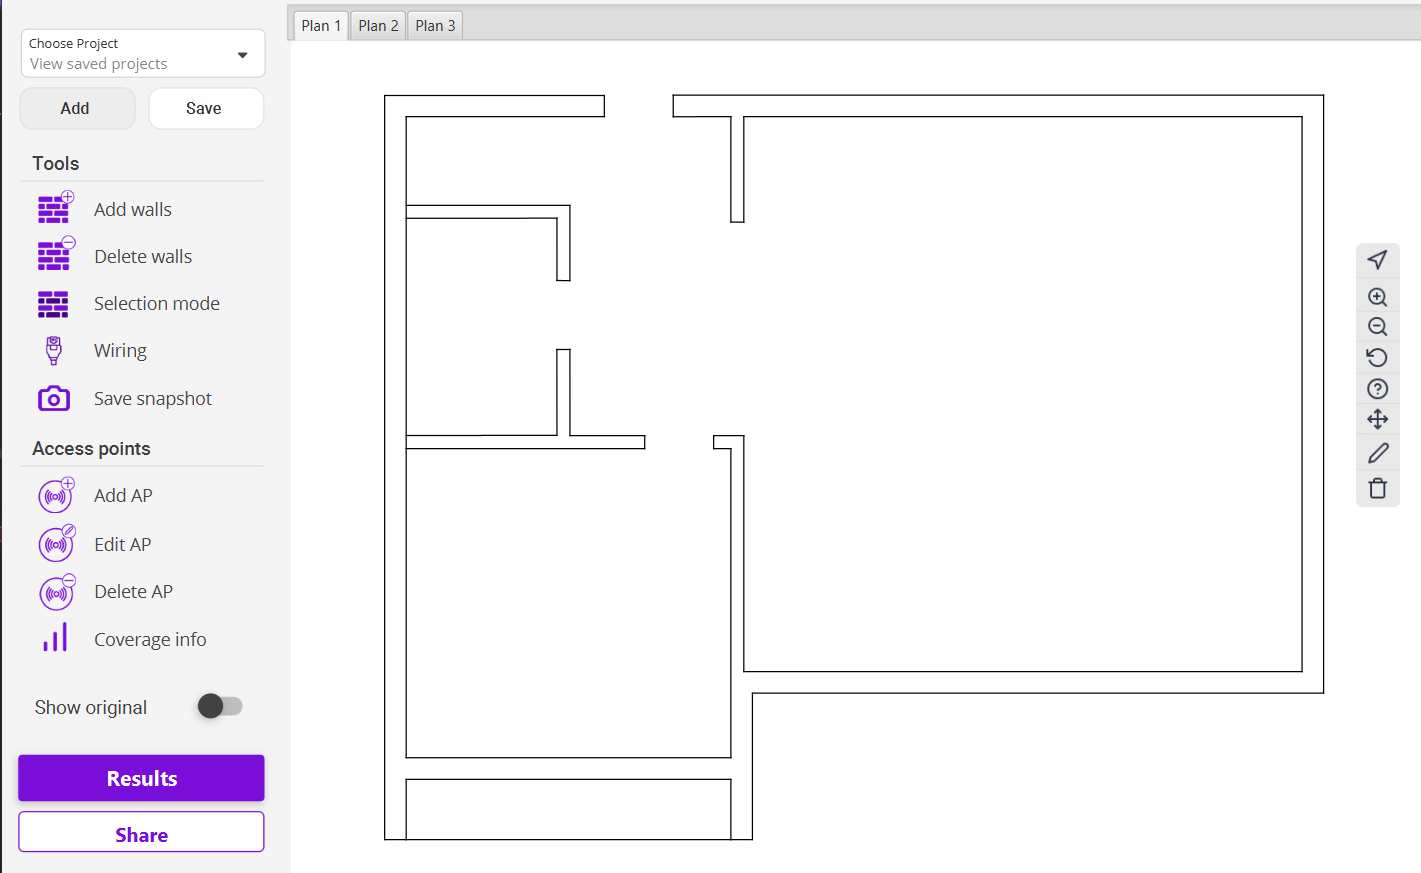 Plan 1
Plan 2
Plan 3
Choose Project
View saved projects
Add
Save
Tools
Add walls
Delete walls
Selection mode
Wiring
Save snapshot
Access points
Add AP
Edit AP
Delete AP
Coverage info
Show original
Results
Share